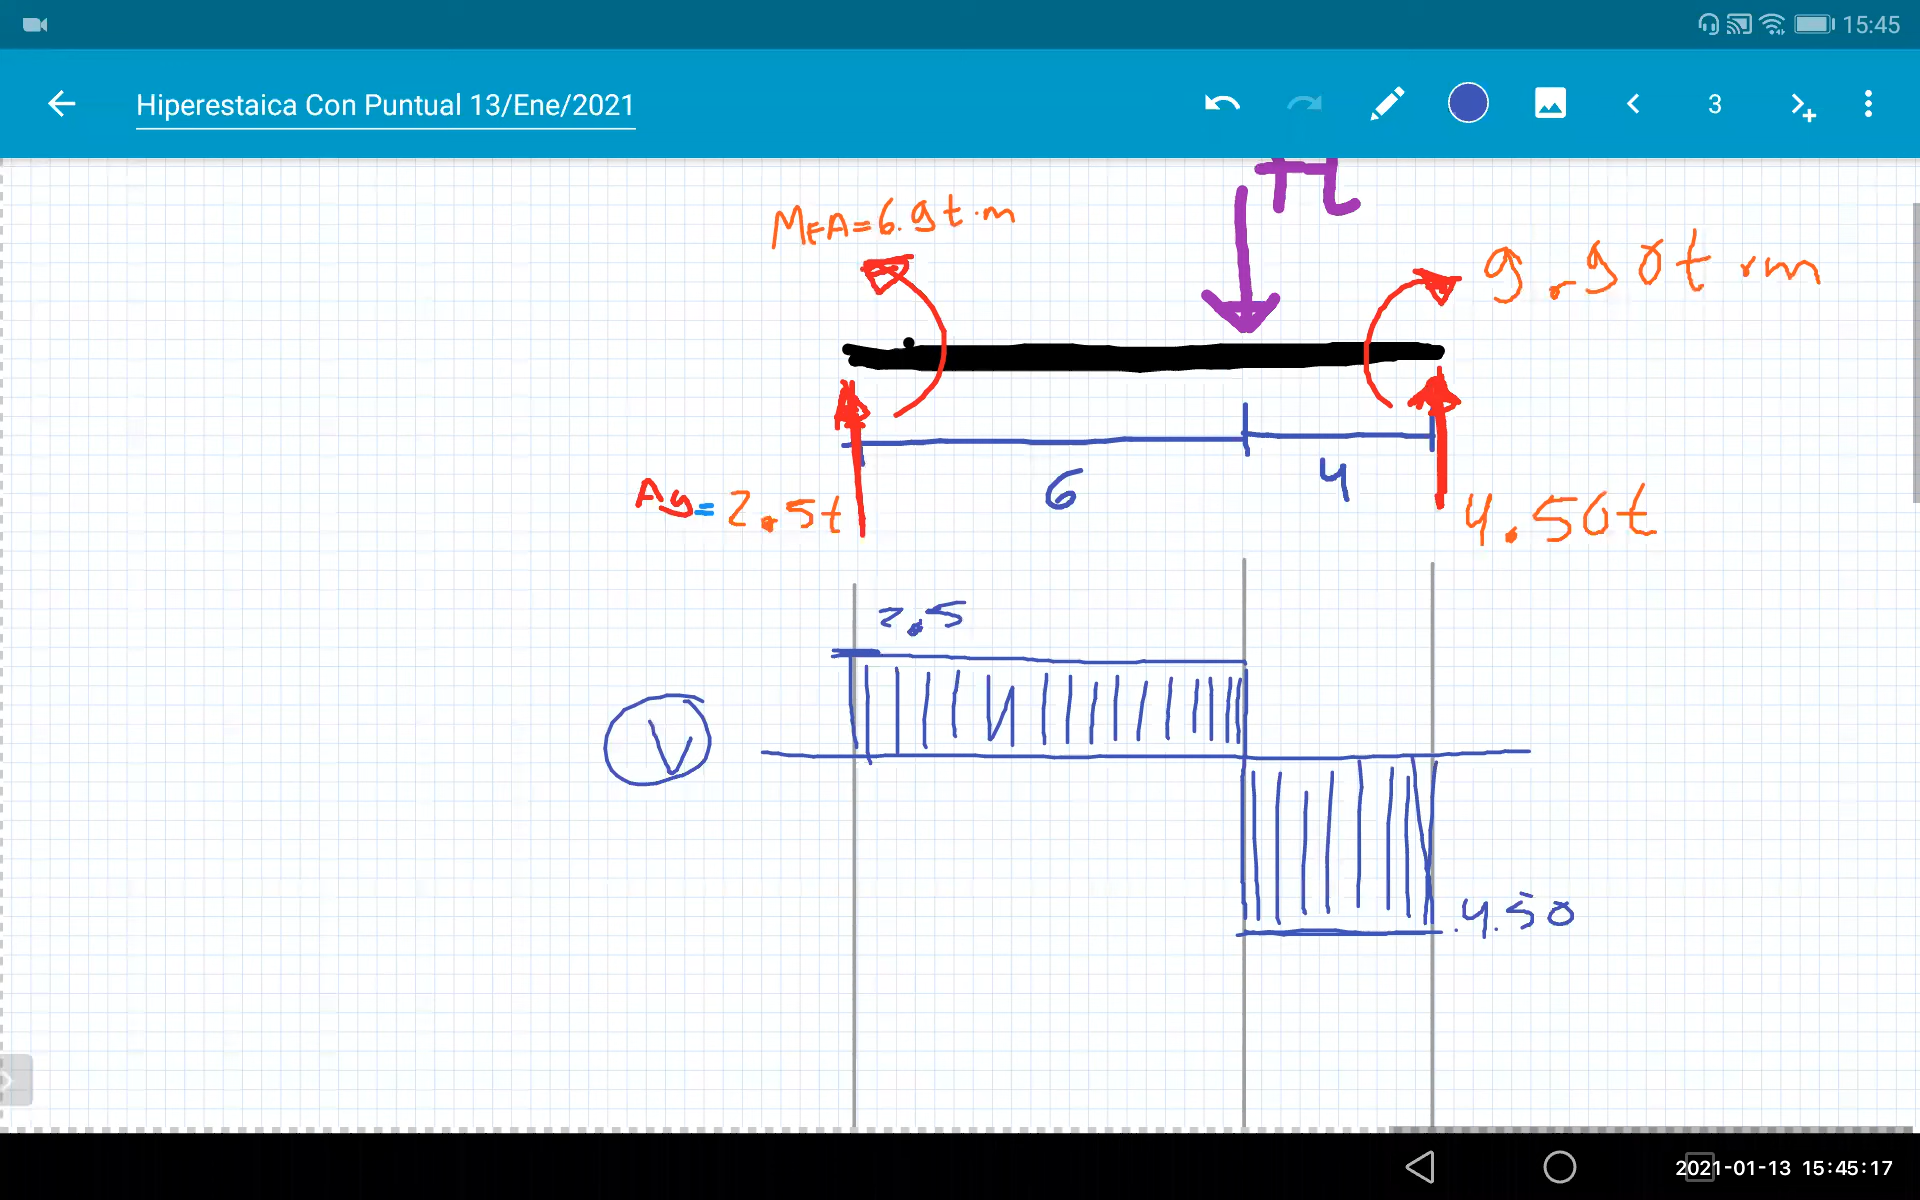 15:45
Hiperestaica Con Puntual 13/Ene/2021
3
MFA=6.9t.m
9.90t.m
6
4
Ay=2.5t
4.50t
2.5
V
4.50
2021-01-13 15:45:17